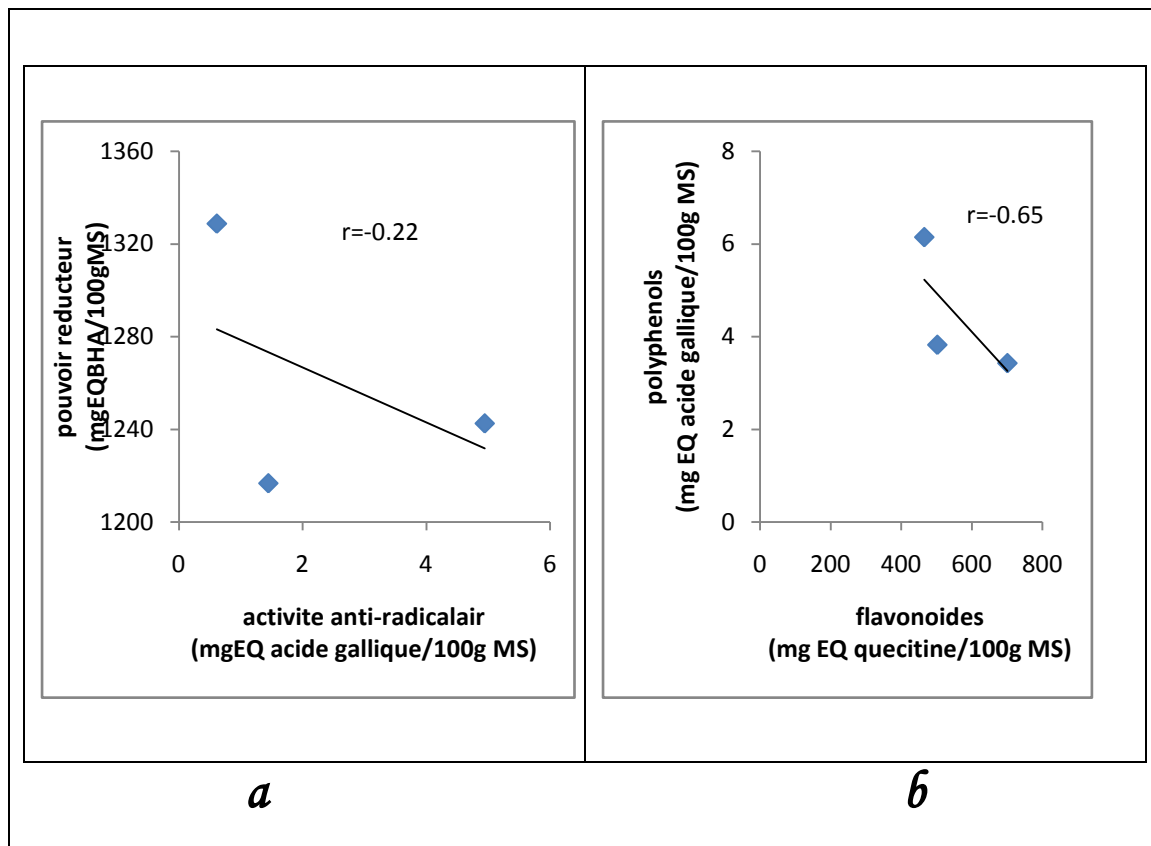 pouvoir reducteur
(mgEQBHA/100gMS)
1360
1320
1280
1240
1200
r=-0.22
0 2 4 6
activite anti-radicalair
(mgEQ acide gallique/100g MS)
polyphenols
(mg EQ acide gallique/100g MS)
8
6
4
2
0
r=-0.65
0 200 400 600 800
flavonoides
(mg EQ quecitine/100g MS)
a
b